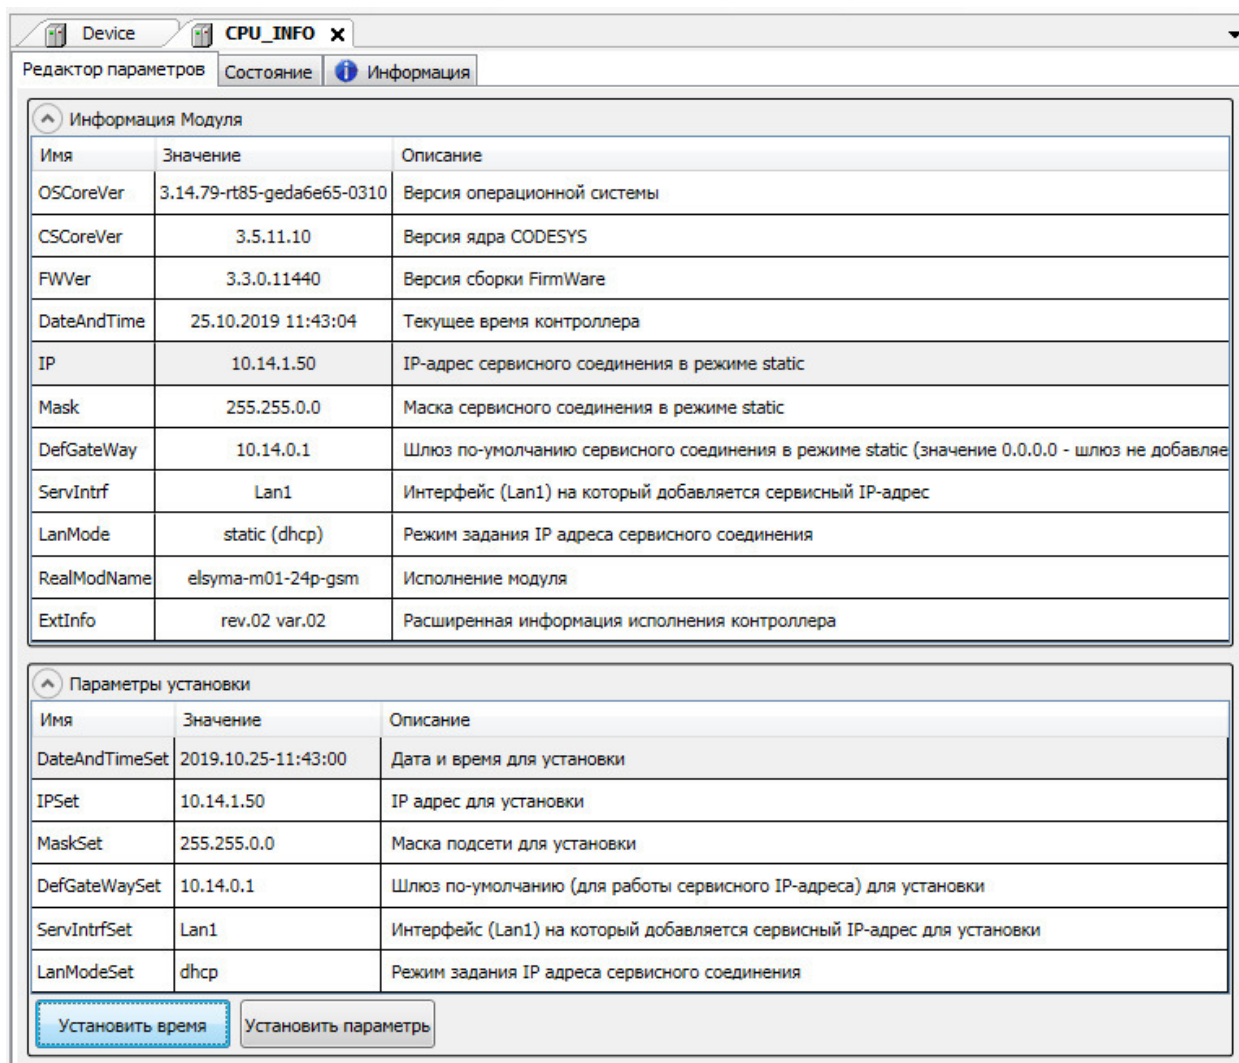 Device CPU_INFO
Редактор параметров Состояние Информация
Информация Модуля
Имя Значение Описание
OSCoreVer 3.14.79-rt85-geda6e65-0310 Версия операционной системы
CSCoreVer 3.5.11.10 Версия ядра CODESYS
FWVer 3.3.0.11440 Версия сборки FirmWare
DateAndTime 25.10.2019 11:43:04 Текущее время контроллера
IP 10.14.1.50 IP-адрес сервисного соединения в режиме static
Mask 255.255.0.0 Маска сервисного соединения в режиме static
DefGateWay 10.14.0.1 Шлюз по-умолчанию сервисного соединения в режиме static (значение 0.0.0.0 - шлюз не добавляе
ServIntrf Lan1 Интерфейс (Lan1) на который добавляется сервисный IP-адрес
LanMode static (dhcp) Режим задания IP адреса сервисного соединения
RealModName elsyma-m01-24p-gsm Исполнение модуля
ExtInfo rev.02 var.02 Расширенная информация исполнения контроллера
Параметры установки
Имя Значение Описание
DateAndTimeSet 2019.10.25-11:43:00 Дата и время для установки
IPSet 10.14.1.50 IP адрес для установки
MaskSet 255.255.0.0 Маска подсети для установки
DefGateWaySet 10.14.0.1 Шлюз по-умолчанию (для работы сервисного IP-адреса) для установки
ServIntrfSet Lan1 Интерфейс (Lan1) на который добавляется сервисный IP-адрес для установки
LanModeSet dhcp Режим задания IP адреса сервисного соединения
Установить время Установить параметрь